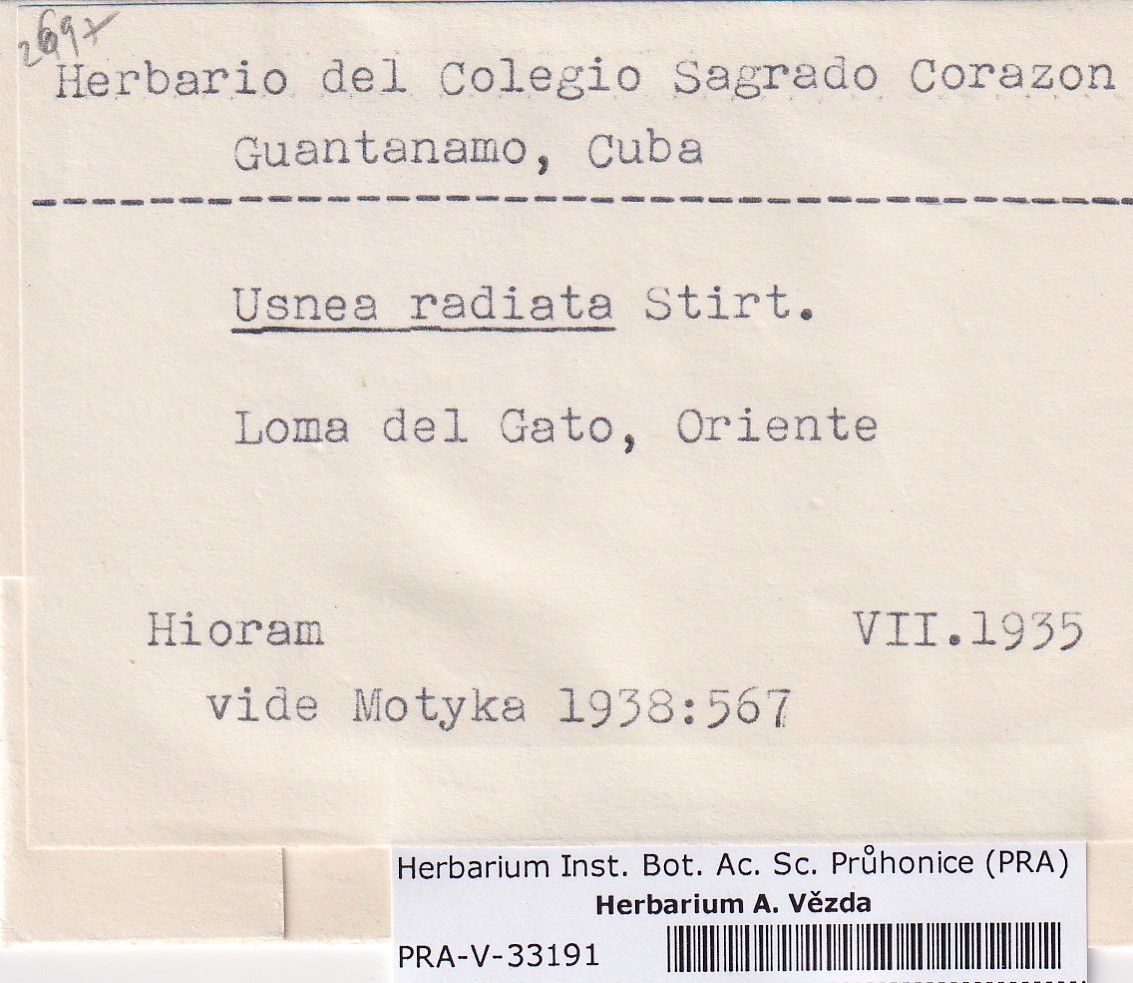 2697
Herbario del Colegio Sagrado Corazon
Guantanamo, Cuba
Usnea radiata Stirt.
Loma del Gato, Oriente
Hioram VII.1935
vide Motyka 1938:567
Herbarium Inst. Bot. Ac. Sc. Průhonice (PRA)
Herbarium A. Vězda
PRA-V-33191